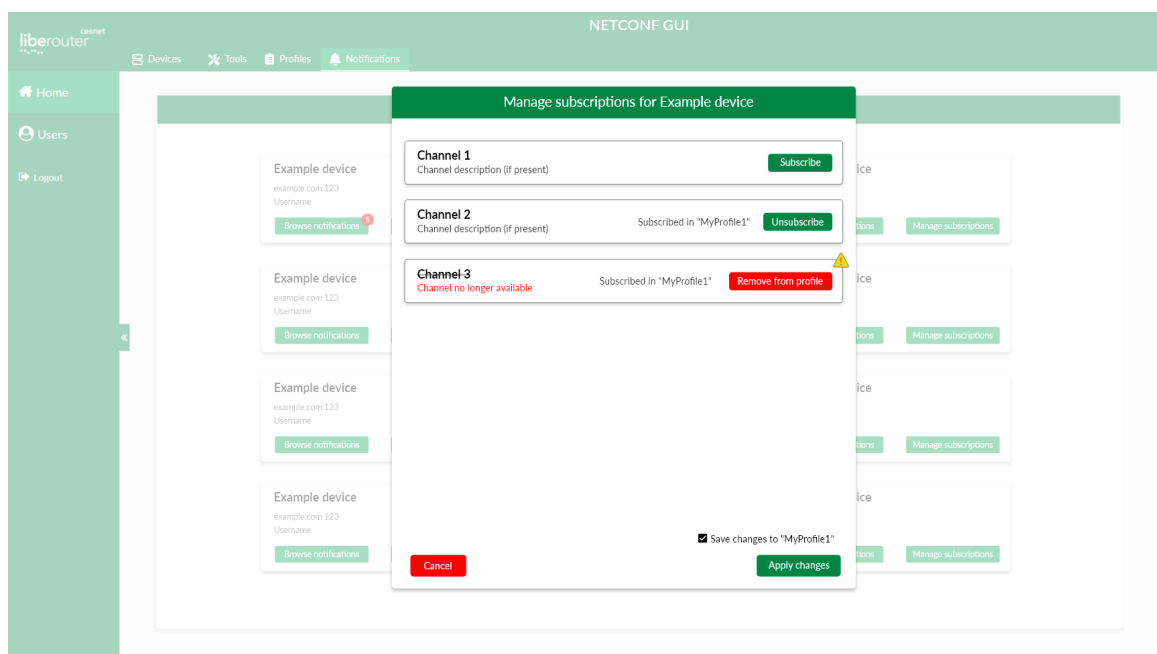 cesnet
liberouter
NETCONF GUI
Devices
Tools
Profiles
Notifications
Home
Users
Logout
Manage subscriptions for Example device
Channel 1
Channel description (if present)
Subscribe
Channel 2
Channel description (if present)
Subscribed in "MyProfile1"
Unsubscribe
Channel 3
Channel no longer available
Subscribed in "MyProfile1"
Remove from profile
Save changes to "MyProfile1"
Cancel
Apply changes
Example device
example.com:123
Username
Browse notifications
5
ice
tions
Manage subscriptions
Example device
example.com:123
Username
Browse notifications
ice
tions
Manage subscriptions
Example device
example.com:123
Username
Browse notifications
ice
tions
Manage subscriptions
Example device
example.com:123
Username
Browse notifications
ice
tions
Manage subscriptions